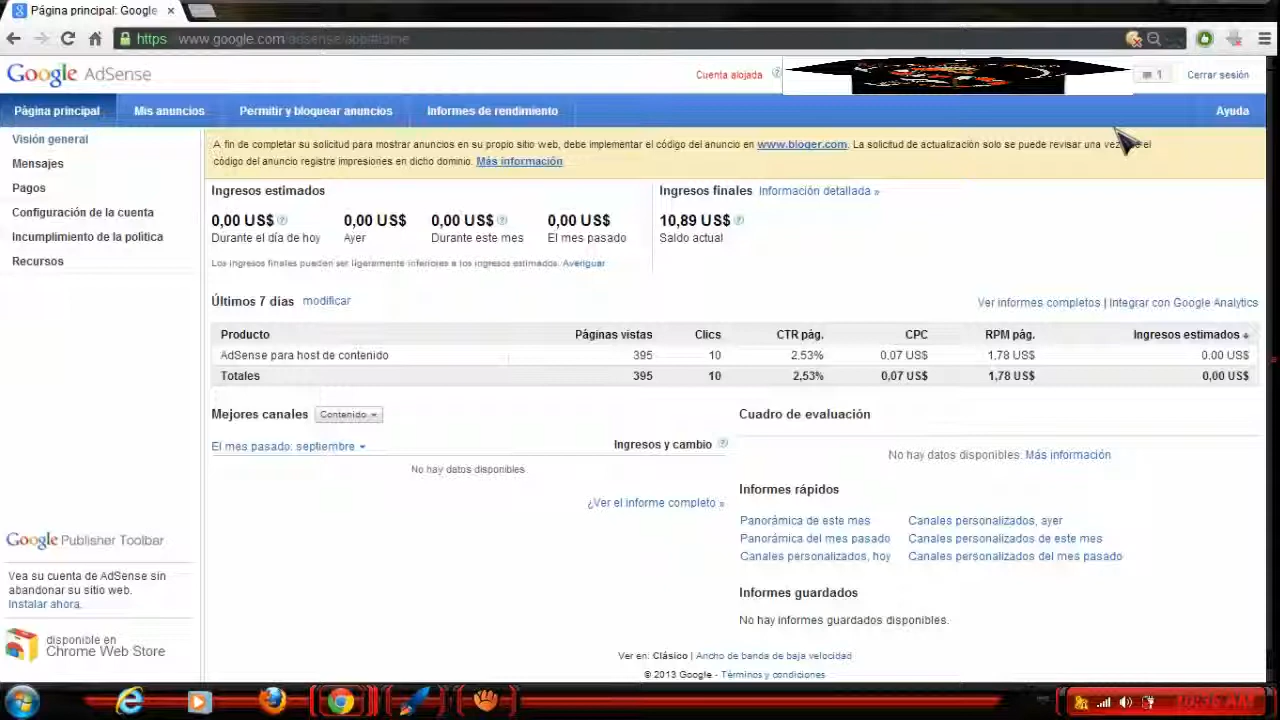 Página principal: Google
https://www.google.com/adsense/app#home
Google AdSense
Cuenta alojada
1
Cerrar sesión
Página principal
Mis anuncios
Permitir y bloquear anuncios
Informes de rendimiento
Ayuda
Visión general
Mensajes
Pagos
Configuración de la cuenta
Incumplimiento de la política
Recursos
A fin de completar su solicitud para mostrar anuncios en su propio sitio web, debe implementar el código del anuncio en www.bloger.com. La solicitud de actualización solo se puede revisar una vez el
código del anuncio registre impresiones en dicho dominio. Más información
Ingresos estimados
0,00 US$ 0,00 US$ 0,00 US$ 0,00 US$
Durante el día de hoy Ayer Durante este mes El mes pasado
Los ingresos finales pueden ser ligeramente inferiores a los ingresos estimados. Averiguar
Ingresos finales Información detallada »
10,89 US$
Saldo actual
Últimos 7 días modificar
Ver informes completos | Integrar con Google Analytics
Producto Páginas vistas Clics CTR pág. CPC RPM pág. Ingresos estimados
AdSense para host de contenido 395 10 2.53% 0,07 US$ 1,78 US$ 0.00 US$
Totales 395 10 2,53% 0,07 US$ 1,78 US$ 0,00 US$
Mejores canales Contenido
El mes pasado: septiembre Ingresos y cambio
No hay datos disponibles
¿Ver el informe completo »
Cuadro de evaluación
No hay datos disponibles. Más información
Informes rápidos
Panorámica de este mes Canales personalizados, ayer
Panorámica del mes pasado Canales personalizados de este mes
Canales personalizados, hoy Canales personalizados del mes pasado
Informes guardados
No hay informes guardados disponibles.
Google Publisher Toolbar
Vea su cuenta de AdSense sin
abandonar su sitio web.
Instalar ahora.
disponible en
Chrome Web Store
Ver en: Clásico | Ancho de banda de baja velocidad
© 2013 Google - Términos y condiciones
10:36 AM